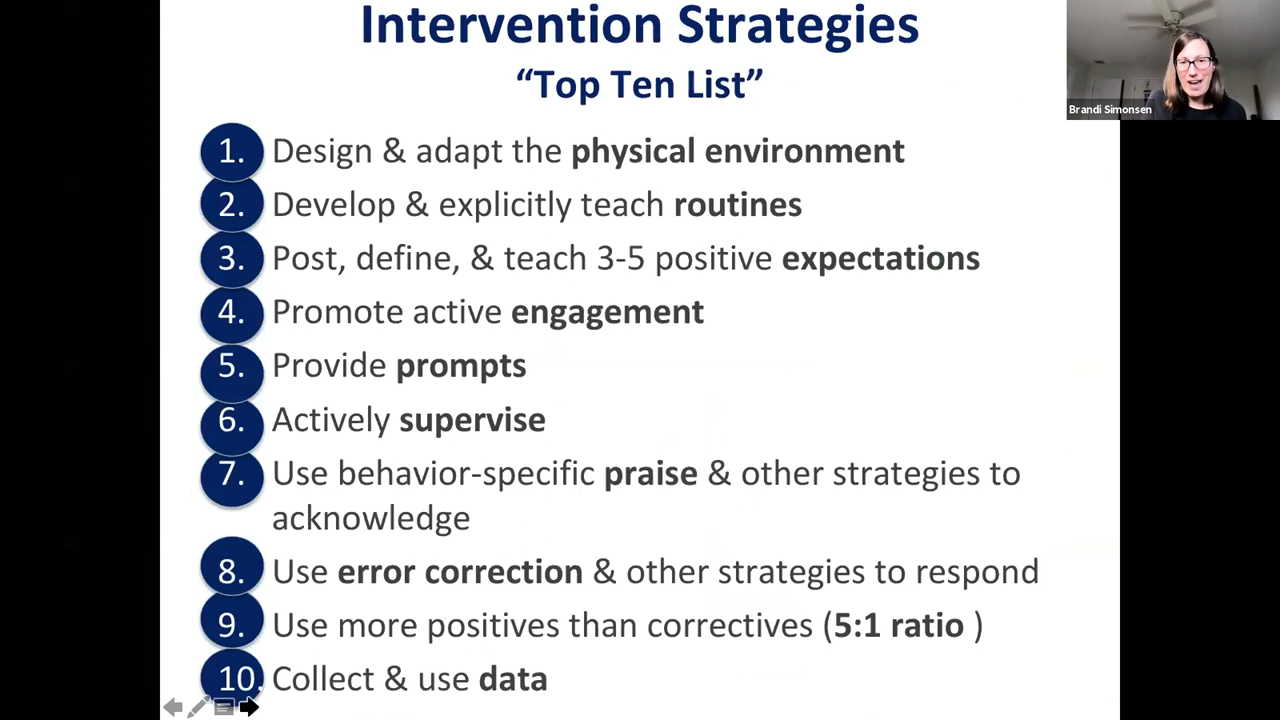 Intervention Strategies
“Top Ten List”
Brandi Simonsen
1. Design & adapt the physical environment
2. Develop & explicitly teach routines
3. Post, define, & teach 3-5 positive expectations
4. Promote active engagement
5. Provide prompts
6. Actively supervise
7. Use behavior-specific praise & other strategies to
acknowledge
8. Use error correction & other strategies to respond
9. Use more positives than correctives (5:1 ratio )
10. Collect & use data